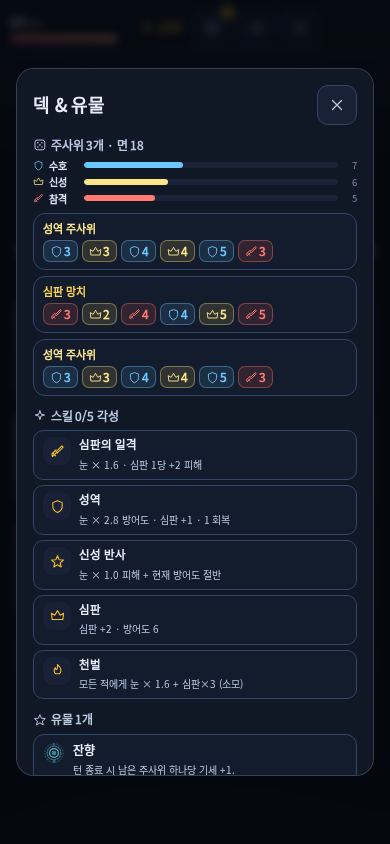 덱 & 유물
주사위 3개 · 면 18
수호 7
신성 6
참격 5
성역 주사위
3 3 4 4 5 3
심판 망치
3 2 4 4 5 5
성역 주사위
3 3 4 4 5 3
스킬 0/5 각성
심판의 일격
눈 × 1.6 · 심판 1당 +2 피해
성역
눈 × 2.8 방어도 · 심판 +1 · 1 회복
신성 반사
눈 × 1.0 피해 + 현재 방어도 절반
심판
심판 +2 · 방어도 6
천벌
모든 적에게 눈 × 1.6 + 심판×3 (소모)
유물 1개
잔향
턴 종료 시 남은 주사위 하나당 기세 +1.